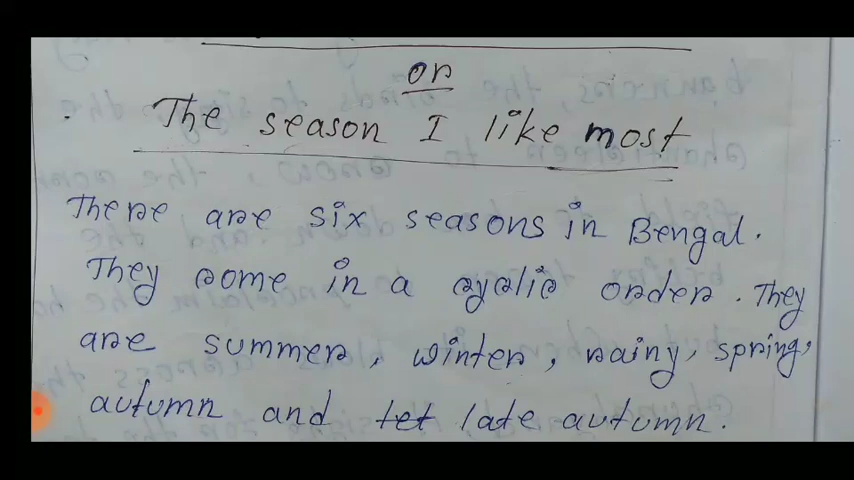 or
The season I like most
There are six seasons in Bengal.
They come in a cyclic order. They
are summer, winter, rainy, spring,
autumn and late autumn.